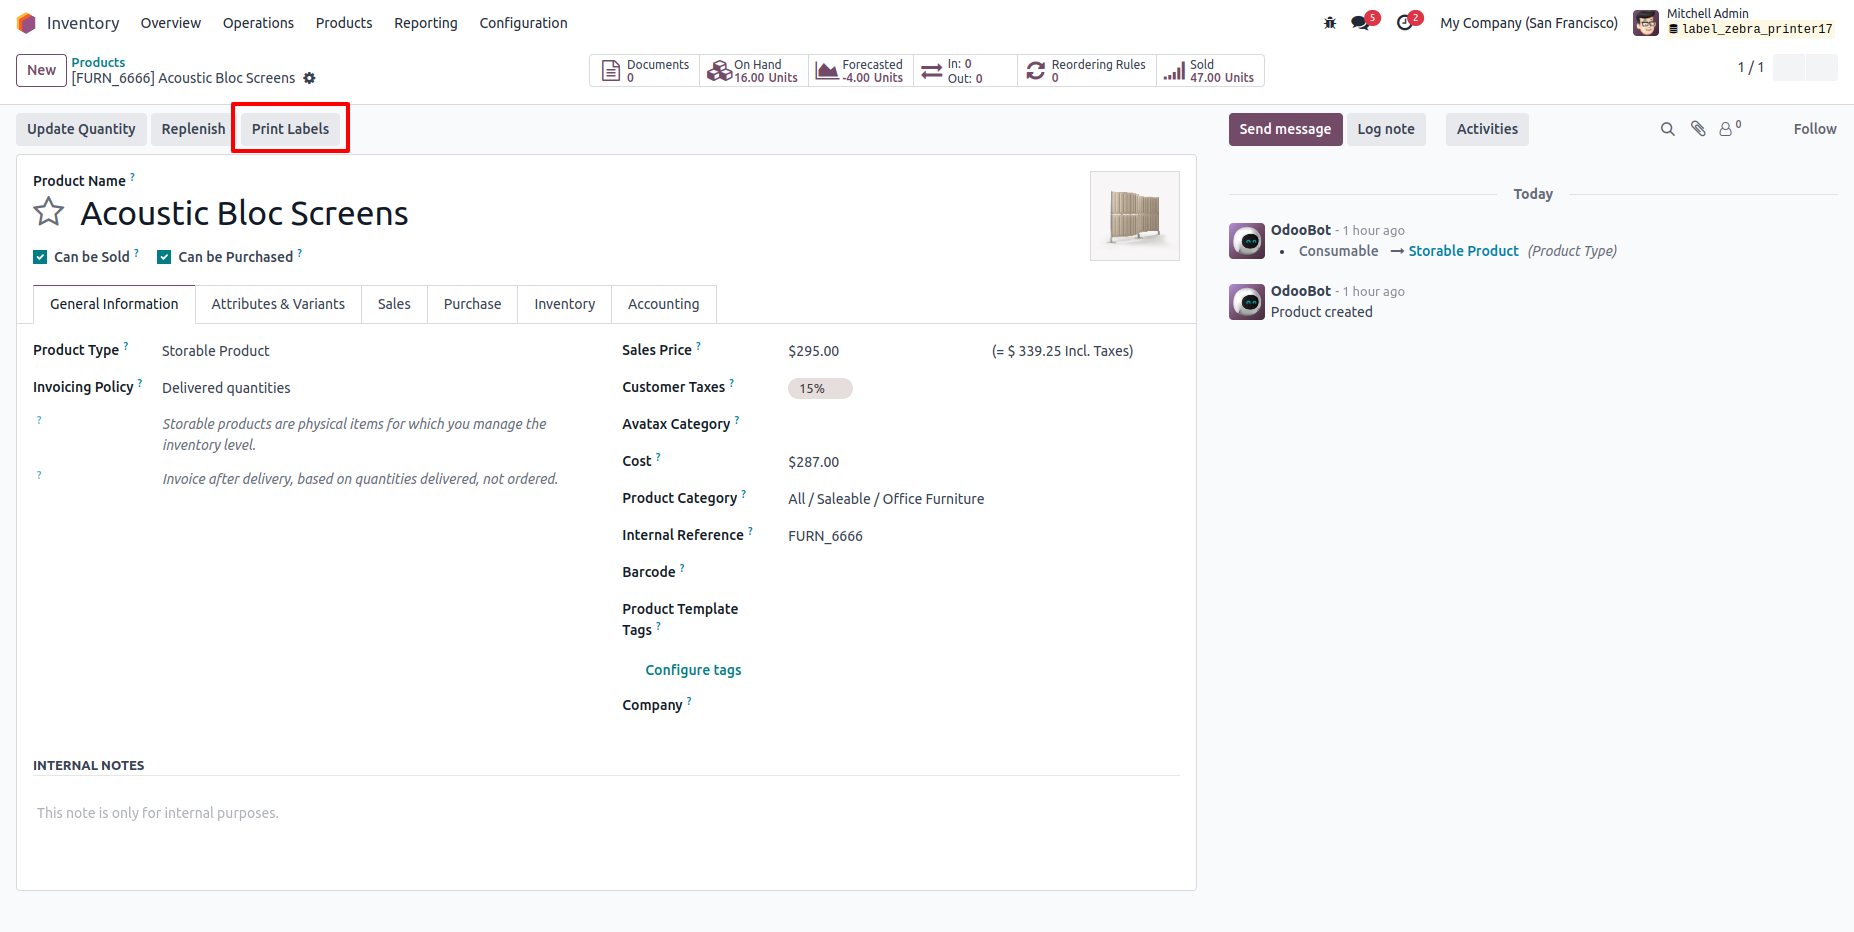 Inventory Overview Operations Products Reporting Configuration 5 2 My Company (San Francisco) Mitchell Admin
label_zebra_printer17
New Products
[FURN_6666] Acoustic Bloc Screens
Documents
0
On Hand
16.00 Units
Forecasted
-4.00 Units
In: 0
Out: 0
Reordering Rules
0
Sold
47.00 Units
1 / 1
Update Quantity Replenish Print Labels
Send message Log note Activities 0 Follow
Product Name ?
Acoustic Bloc Screens
Can be Sold ? Can be Purchased ?
General Information Attributes & Variants Sales Purchase Inventory Accounting
Product Type ? Storable Product
Invoicing Policy ? Delivered quantities
? Storable products are physical items for which you manage the
inventory level.
? Invoice after delivery, based on quantities delivered, not ordered.
Sales Price ? $295.00 (= $ 339.25 Incl. Taxes)
Customer Taxes ? 15%
Avatax Category ?
Cost ? $287.00
Product Category ? All / Saleable / Office Furniture
Internal Reference ? FURN_6666
Barcode ?
Product Template
Tags ?
Configure tags
Company ?
INTERNAL NOTES
This note is only for internal purposes.
Today
OdooBot - 1 hour ago
• Consumable → Storable Product (Product Type)
OdooBot - 1 hour ago
Product created